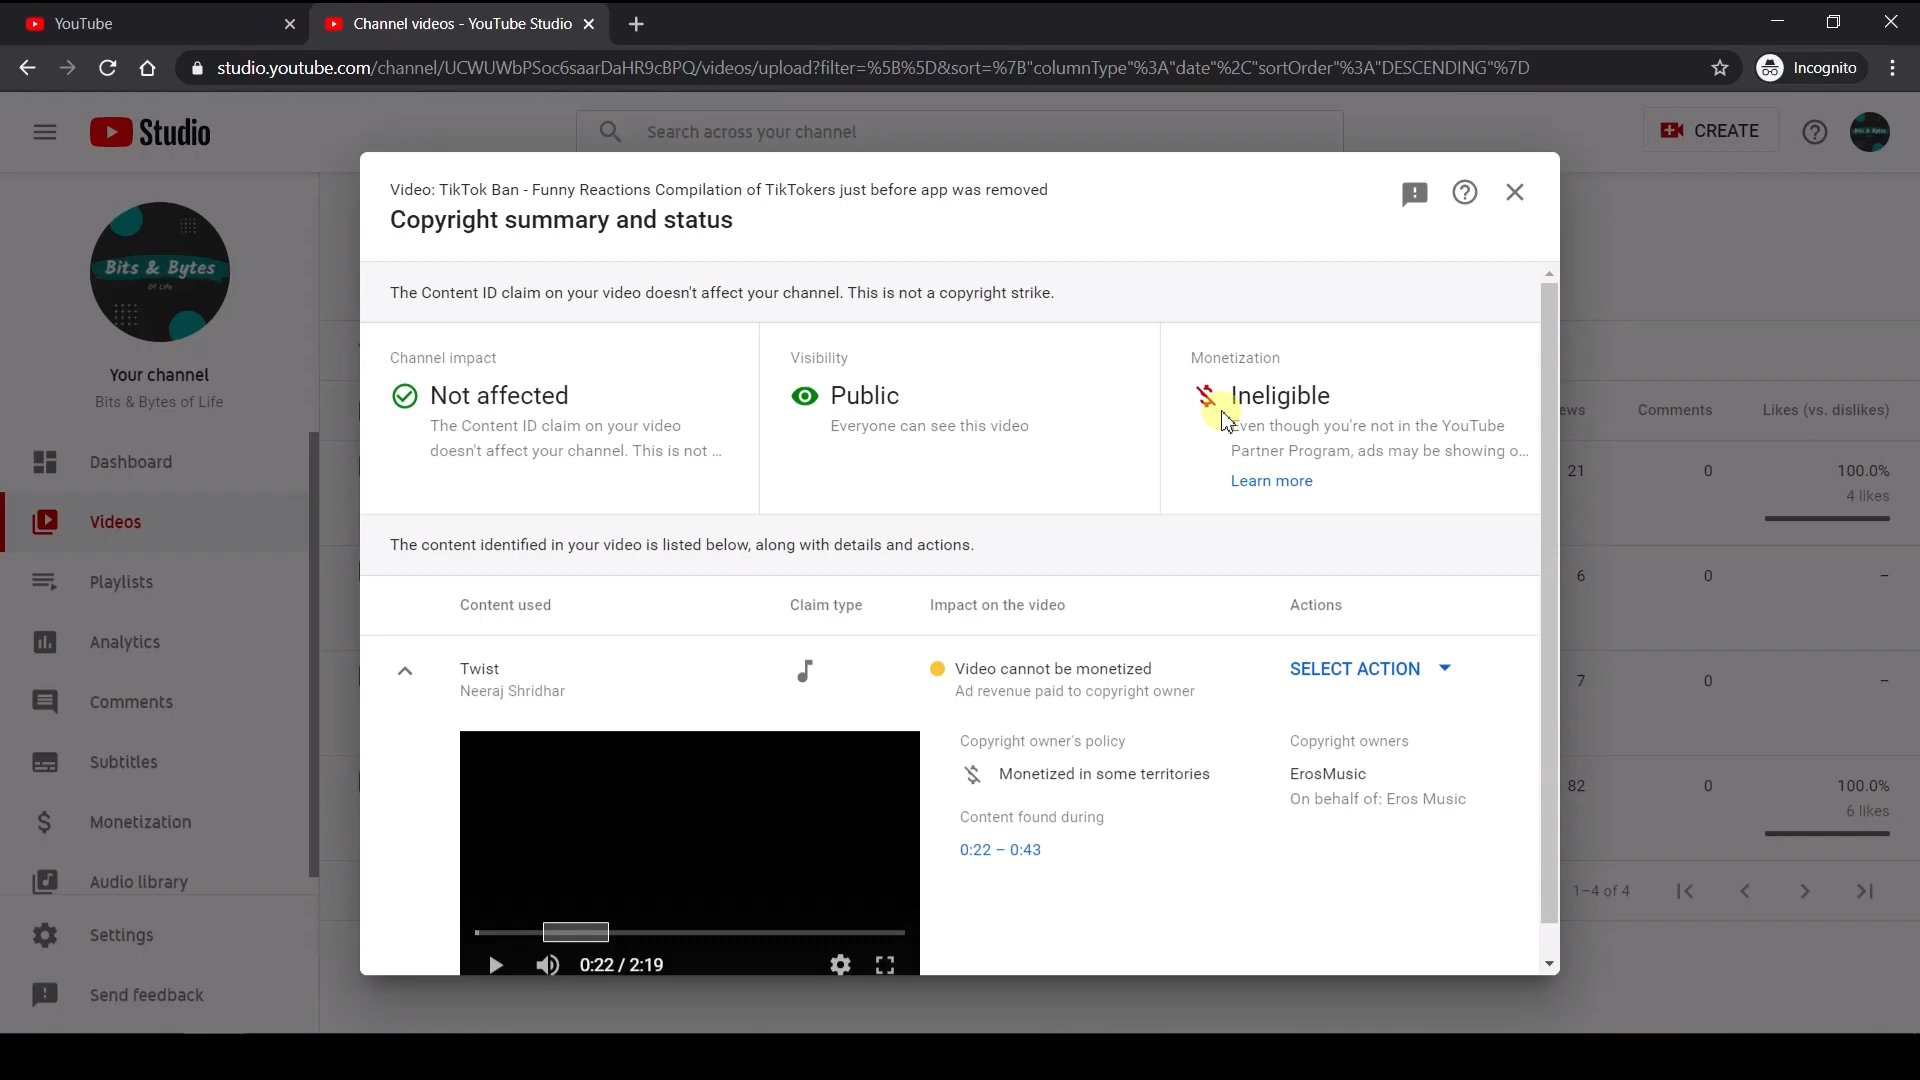 YouTube
Channel videos - YouTube Studio
studio.youtube.com/channel/UCWUWbPSoc6saarDaHR9cBPQ/videos/upload?filter=%5B%5D&sort=%7B"columnType"%3A"date"%2C"sortOrder"%3A"DESCENDING"%7D
Incognito
Studio
Search across your channel
CREATE
Bits & Bytes
Of Life
Your channel
Bits & Bytes of Life
Dashboard
Videos
Playlists
Analytics
Comments
Subtitles
Monetization
Audio library
Settings
Send feedback
Video: TikTok Ban - Funny Reactions Compilation of TikTokers just before app was removed
Copyright summary and status
The Content ID claim on your video doesn't affect your channel. This is not a copyright strike.
Channel impact
Not affected
The Content ID claim on your video
doesn't affect your channel. This is not ...
Visibility
Public
Everyone can see this video
Monetization
Ineligible
Even though you're not in the YouTube
Partner Program, ads may be showing o...
Learn more
The content identified in your video is listed below, along with details and actions.
Content used
Claim type
Impact on the video
Actions
Twist
Neeraj Shridhar
Video cannot be monetized
Ad revenue paid to copyright owner
SELECT ACTION
Copyright owner's policy
Monetized in some territories
Content found during
0:22 – 0:43
Copyright owners
ErosMusic
On behalf of: Eros Music
0:22 / 2:19
ews
Comments
Likes (vs. dislikes)
21
0
100.0%
4 likes
6
0
–
7
0
–
82
0
100.0%
6 likes
1–4 of 4